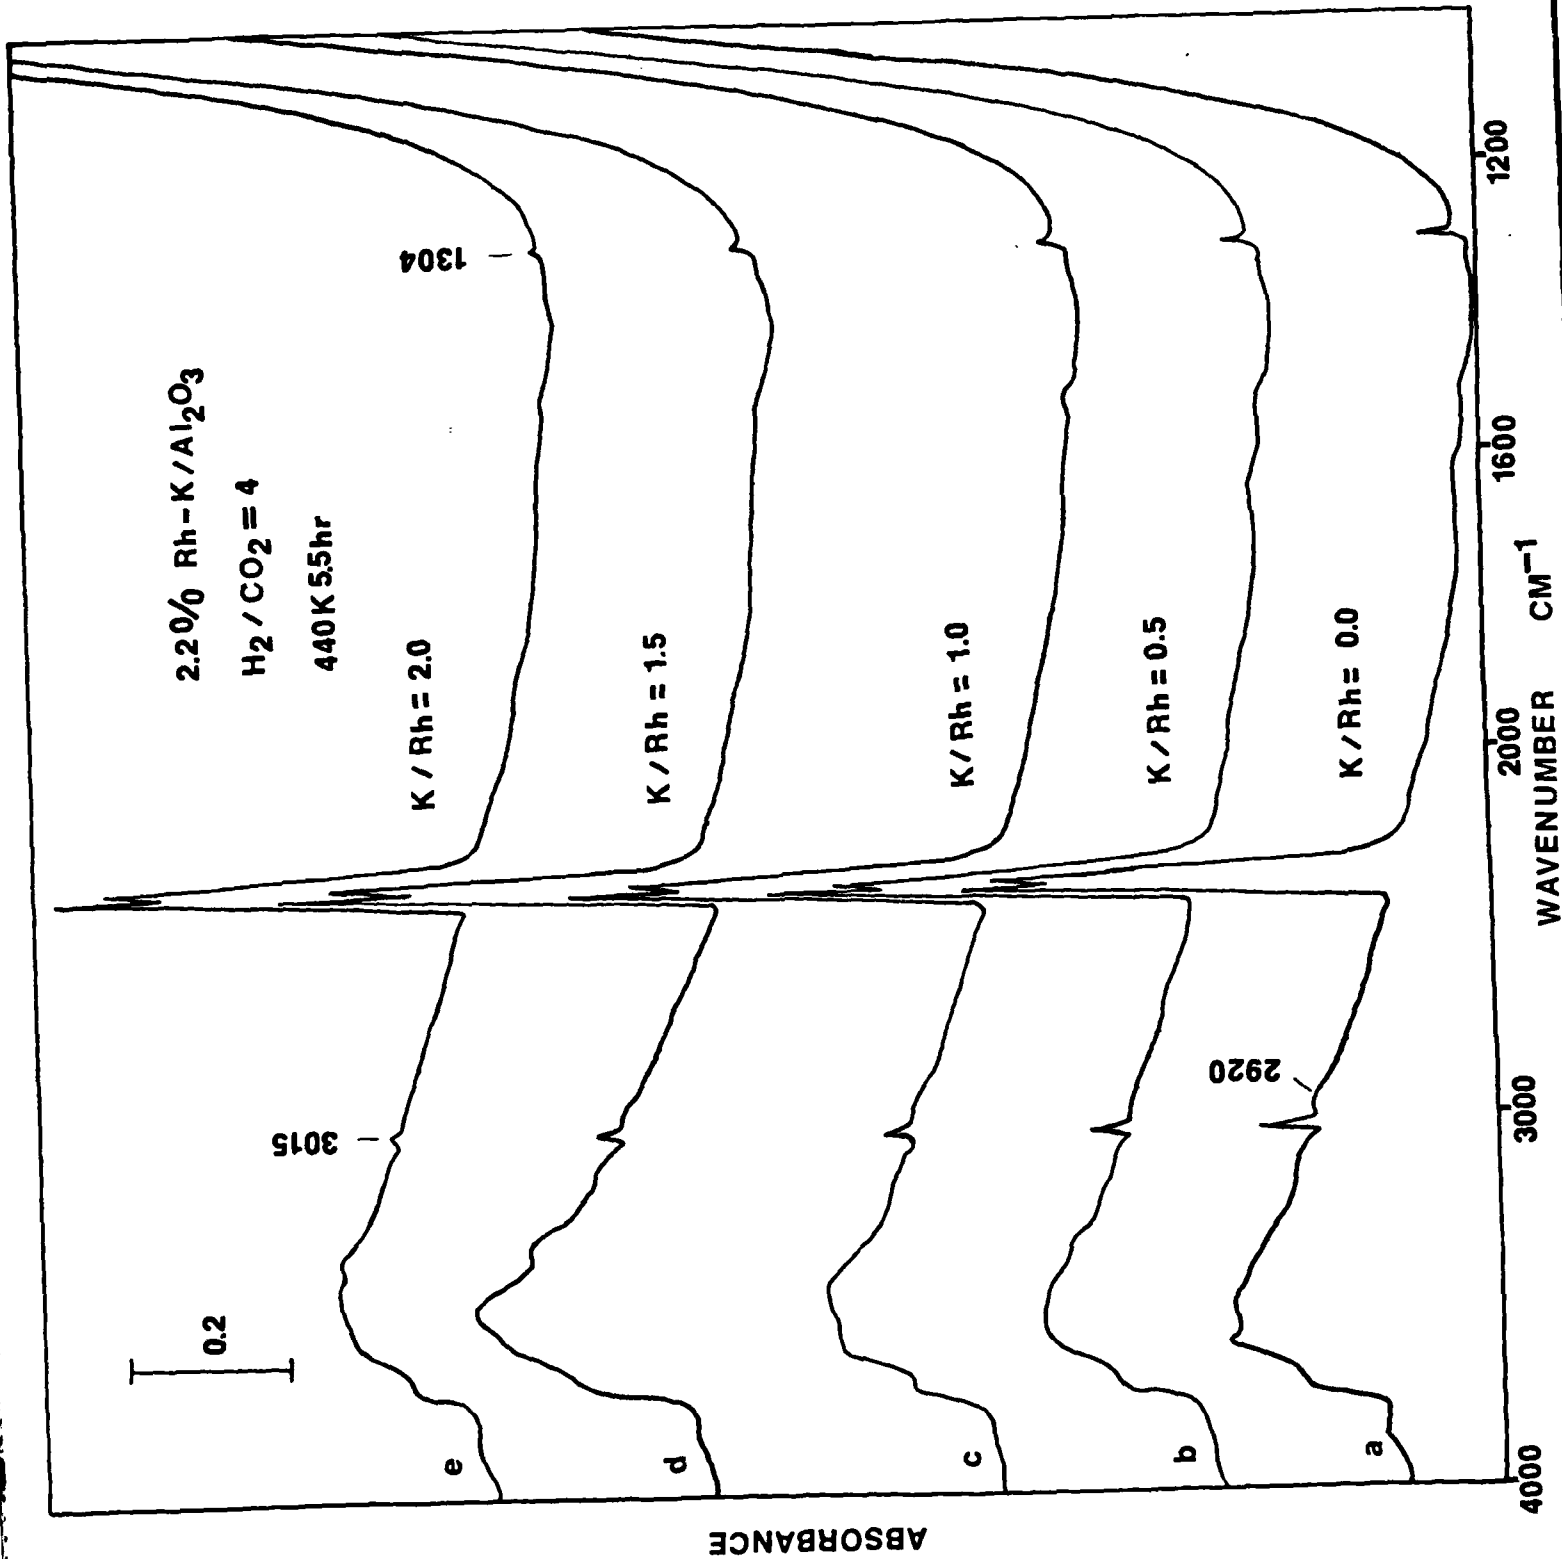 2.2% Rh-K/Al₂O₃
H₂/CO₂=4
440K 5.5hr
0.2
K/Rh=2.0
K/Rh=1.5
K/Rh=1.0
K/Rh=0.5
K/Rh=0.0
3015
1304
2920
e
d
c
b
a
ABSORBANCE
4000
3000
2000
1600
1200
WAVENUMBER CM⁻¹